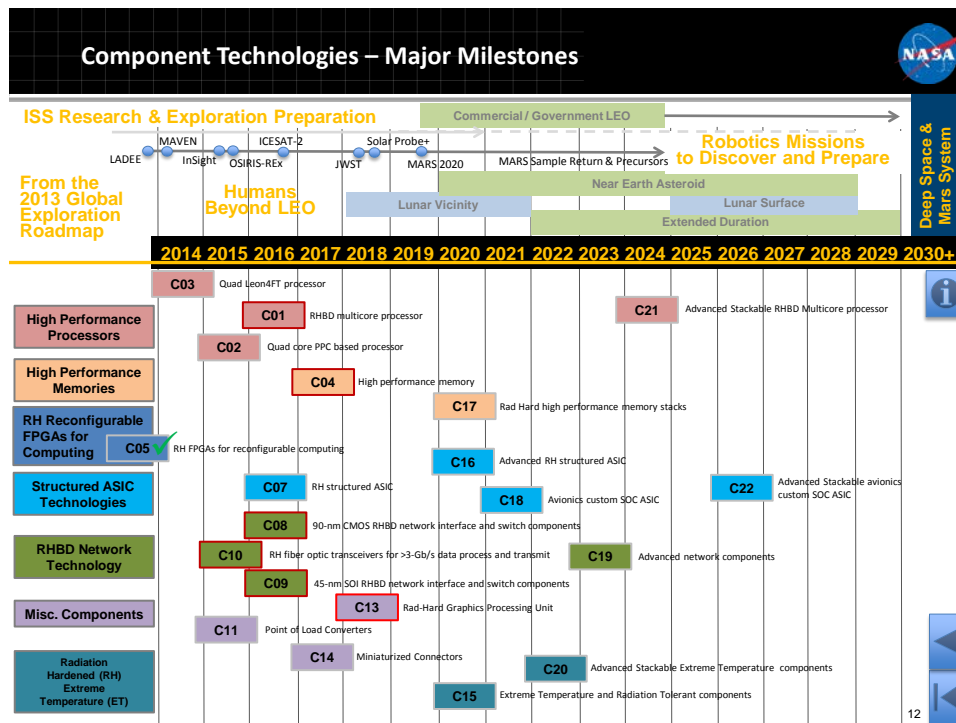 Component Technologies – Major Milestones
NASA
ISS Research & Exploration Preparation
Commercial / Government LEO
MAVEN
ICESAT-2
Solar Probe+
LADEE
InSight
OSIRIS-REx
JWST
MARS 2020
MARS Sample Return & Precursors
Robotics Missions
to Discover and Prepare
Deep Space &
Mars System
From the
2013 Global
Exploration
Roadmap
Humans
Beyond LEO
Near Earth Asteroid
Lunar Vicinity
Lunar Surface
Extended Duration
2014 2015 2016 2017 2018 2019 2020 2021 2022 2023 2024 2025 2026 2027 2028 2029 2030+
C03 Quad Leon4FT processor
High Performance
Processors
C01 RHBD multicore processor
C21 Advanced Stackable RHBD Multicore processor
C02 Quad core PPC based processor
High Performance
Memories
C04 High performance memory
C17 Rad Hard high performance memory stacks
RH Reconfigurable
FPGAs for
Computing
C05 RH FPGAs for reconfigurable computing
C16 Advanced RH structured ASIC
Structured ASIC
Technologies
C07 RH structured ASIC
C18 Avionics custom SOC ASIC
C22 Advanced Stackable avionics
custom SOC ASIC
C08 90-nm CMOS RHBD network interface and switch components
RHBD Network
Technology
C10 RH fiber optic transceivers for >3-Gb/s data process and transmit
C19 Advanced network components
C09 45-nm SOI RHBD network interface and switch components
Misc. Components
C13 Rad-Hard Graphics Processing Unit
C11 Point of Load Converters
C14 Miniaturized Connectors
Radiation
Hardened (RH)
Extreme
Temperature (ET)
C20 Advanced Stackable Extreme Temperature components
C15 Extreme Temperature and Radiation Tolerant components
12